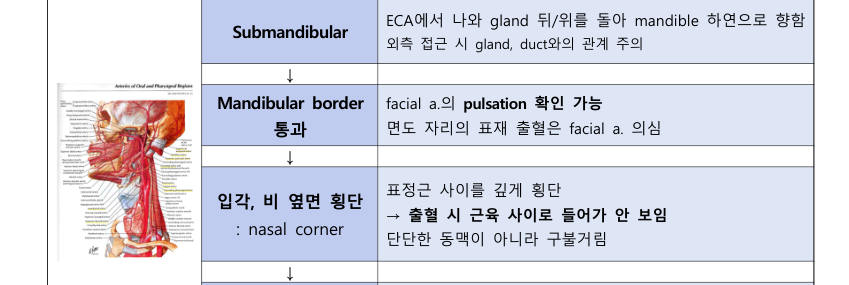 Submandibular
ECA에서 나와 gland 뒤/위를 돌아 mandible 하연으로 향함
외측 접근 시 gland, duct와의 관계 주의
↓
Arteries of Oral and Pharyngeal Regions
Mandibular border
통과
facial a.의 pulsation 확인 가능
면도 자리의 표재 출혈은 facial a. 의심
↓
입각, 비 옆면 횡단
: nasal corner
표정근 사이를 깊게 횡단
→ 출혈 시 근육 사이로 들어가 안 보임
단단한 동맥이 아니라 구불거림
↓